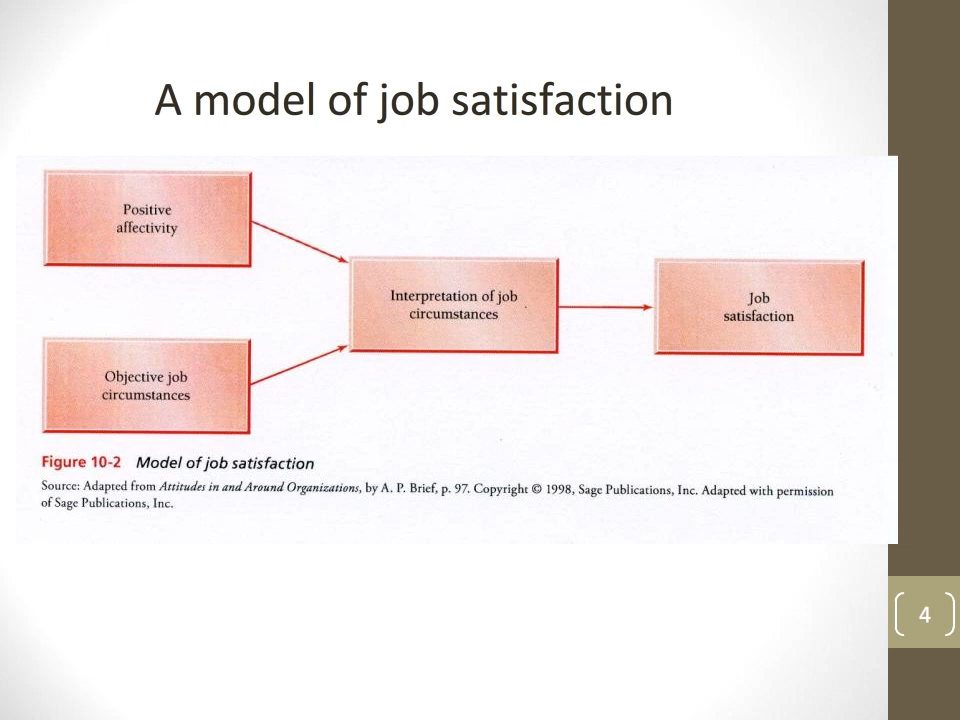 A model of job satisfaction
Positive
affectivity
Interpretation of job
circumstances
Job
satisfaction
Objective job
circumstances
Figure 10-2 Model of job satisfaction
Source: Adapted from Attitudes in and Around Organizations, by A. P. Brief, p. 97. Copyright © 1998, Sage Publications, Inc. Adapted with permission
of Sage Publications, Inc.
4